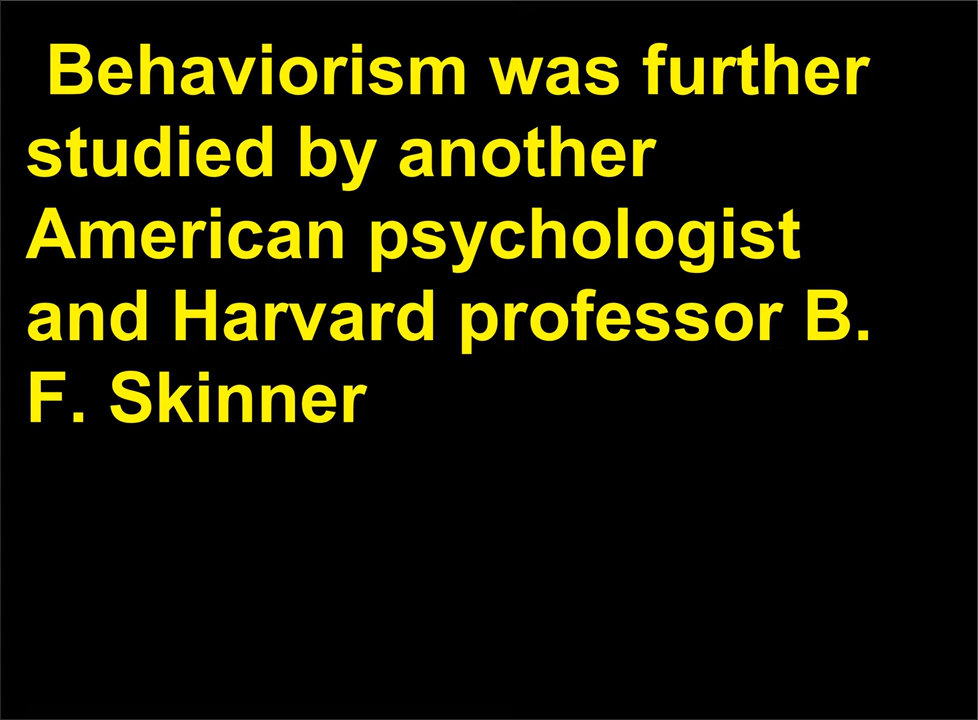 Behaviorism was further
studied by another
American psychologist
and Harvard professor B.
F. Skinner